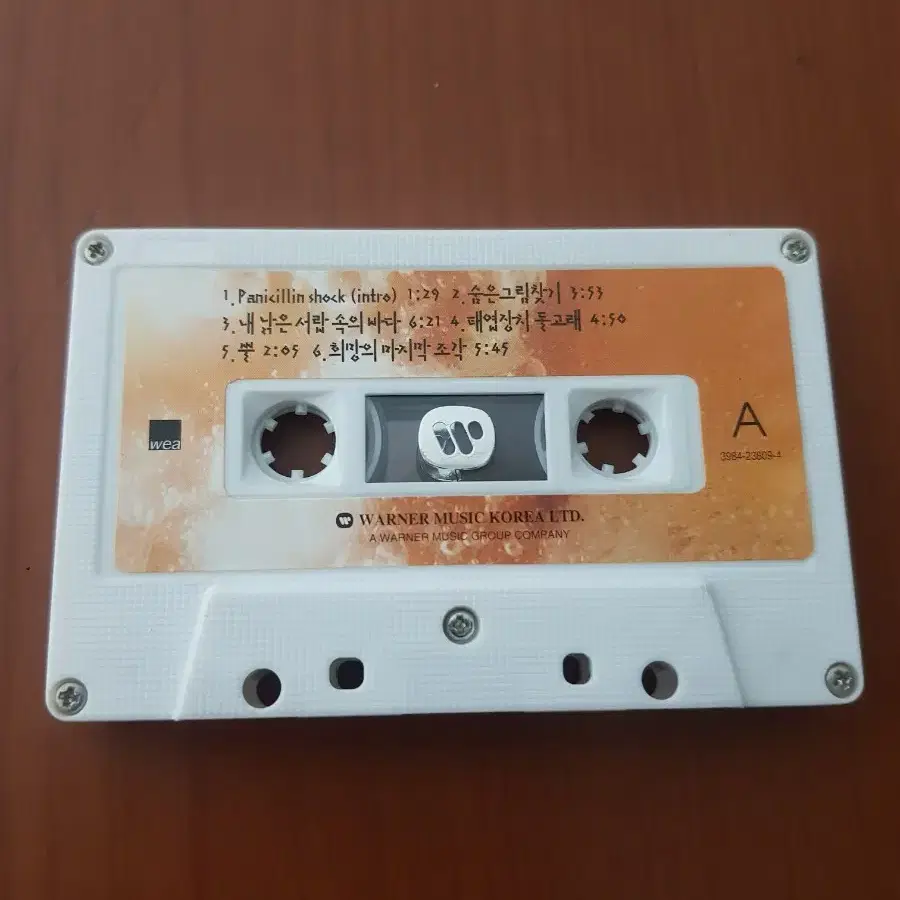 1. Panicillin shock (intro) 1:29 2. 숨은그림찾기 3:53
3. 내 낡은 서랍 속의 바다 6:21 4. 태엽장치 돌고래 4:50
5. 뿔 2:05 6. 희망의 마지막 조각 5:45
wea
A
3984-23809-4
WARNER MUSIC KOREA LTD.
A WARNER MUSIC GROUP COMPANY